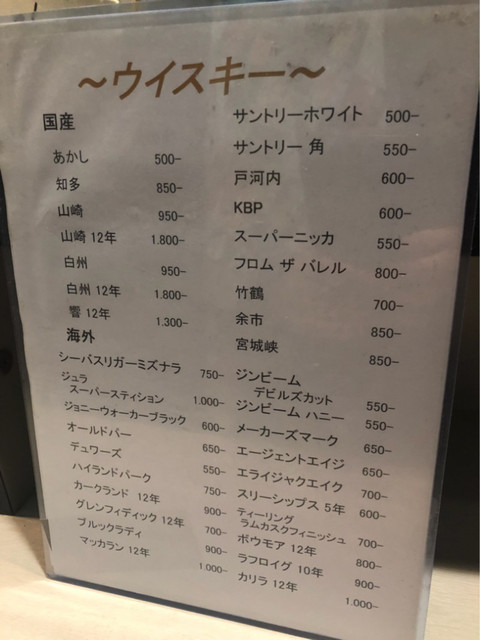 ～ウイスキー～
国産
あかし 500-
知多 850-
山崎 950-
山崎 12年 1.800-
白州 950-
白州 12年 1.800-
響 12年 1.300-
海外
シーバスリガーミズナラ 750-
ジュラ
スーパースティション 1.000-
ジョニーウォーカーブラック 600-
オールドパー 650-
デュワーズ 550-
ハイランドパーク 750-
カークランド 12年 900-
グレンフィディック 12年 700-
ブルックラディ 900-
マッカラン 12年 1.000-
サントリーホワイト 500-
サントリー 角 550-
戸河内 600-
KBP 600-
スーパーニッカ 550-
フロム ザ バレル 800-
竹鶴 700-
余市 850-
宮城峡 850-
ジンビーム
デビルズカット 550-
ジンビーム ハニー 550-
メーカーズマーク 650-
エージェントエイジ 650-
エライジャクエイク 700-
スリーシップス 5年 600-
ティーリング
ラムカスクフィニッシュ 700-
ボウモア 12年 800-
ラフロイグ 10年 900-
カリラ 12年 1.000-